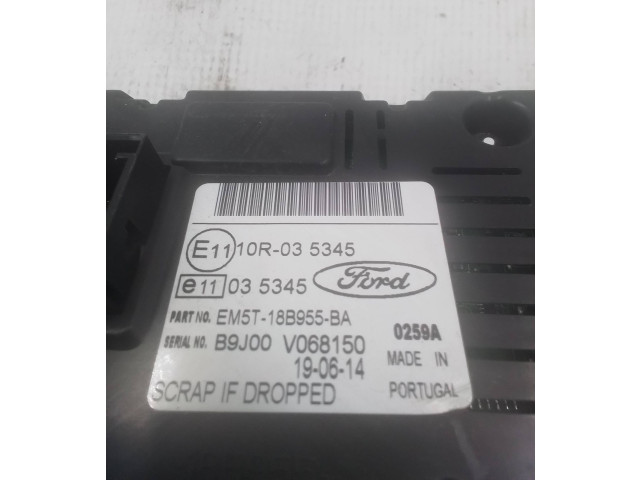 E11 10R-03 5345
e11 03 5345 Ford
PART NO. EM5T-18B955-BA 0259A
SERIAL NO. B9J00 V068150 MADE IN
19-06-14 PORTUGAL
SCRAP IF DROPPED